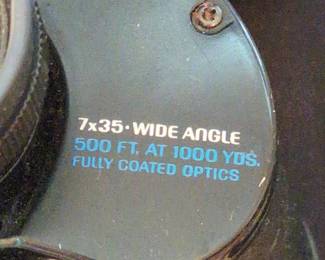 7x35·WIDE ANGLE
500 FT. AT 1000 YDS.
FULLY COATED OPTICS